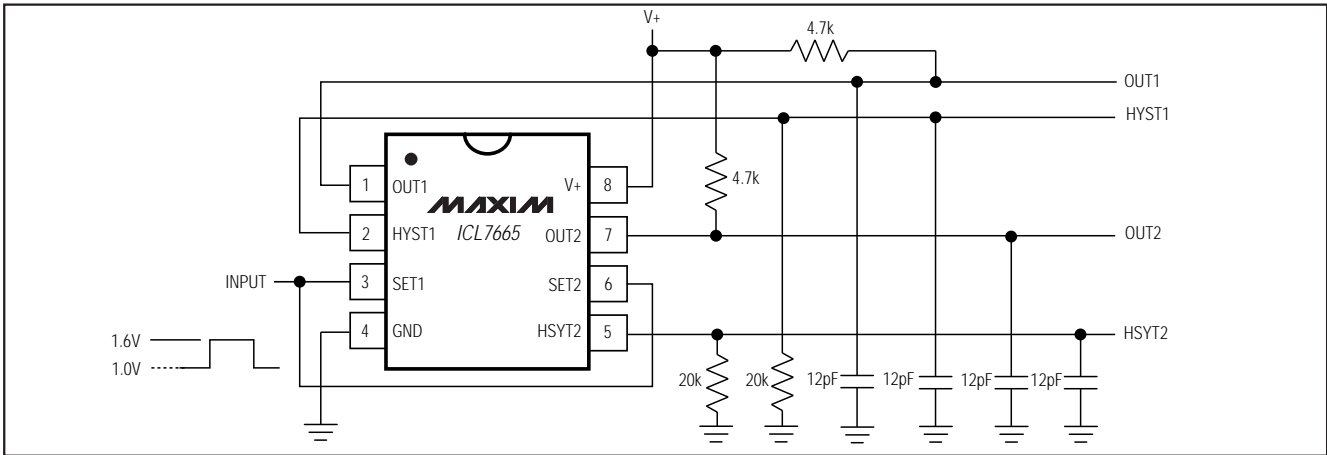 V+
4.7k
OUT1
HYST1
1 OUT1 V+ 8
4.7k
MAXIM
2 HYST1 ICL7665 OUT2 7
OUT2
INPUT
3 SET1 SET2 6
4 GND HSYT2 5
HSYT2
1.6V
1.0V
20k 20k 12pF 12pF 12pF 12pF